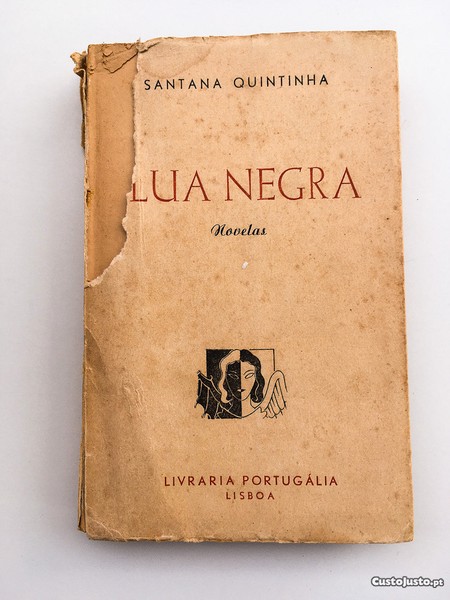 SANTANA QUINTINHA
LUA NEGRA
Novelas
LIVRARIA PORTUGÁLIA
LISBOA
CustoJusto.pt